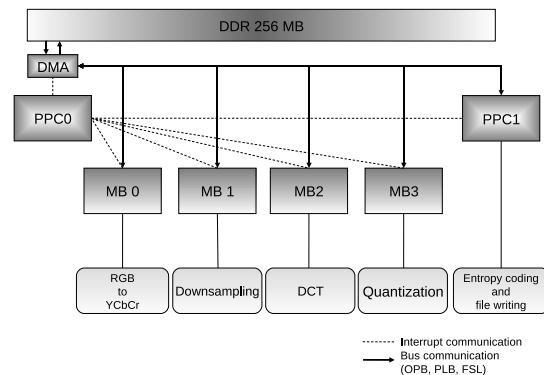 DDR 256 MB
DMA
PPC0
PPC1
MB 0
MB 1
MB2
MB3
RGB
to
YCbCr
Downsampling
DCT
Quantization
Entropy coding
and
file writing
Interrupt communication
Bus communication
(OPB, PLB, FSL)